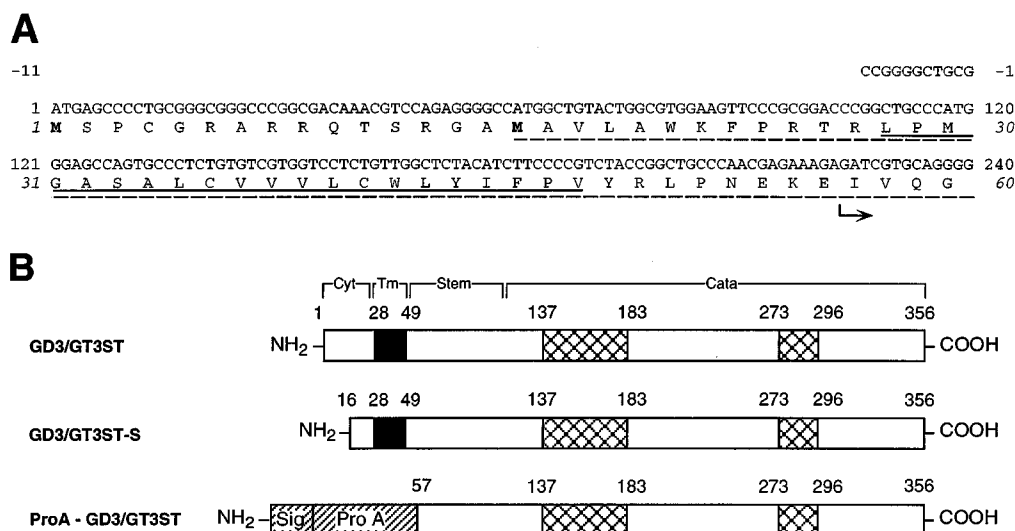 A
-11 CCGGGGCTGCG -1
1 ATGAGCCCCTGCGGGCGGGCCCGGCGACAAACGTCCAGAGGGGCCATGGCTGTACTGGCGTGGAAGTTCCCGCGGACCCGGCTGCCCATG 120
1 M S P C G R A R R Q T S R G A M A V L A W K F P R T R L P M 30
121 GGAGCCAGTGCCCTCTGTGTCGTGGTCCTCTGTTGGCTCTACATCTTCCCCGTCTACCGGCTGCCCAACGAGAAAGAGATCGTGCAGGGG 240
31 G A S A L C V V V L C W L Y I F P V Y R L P N E K E I V Q G 60
B
Cyt Tm Stem Cata
1 28 49 137 183 273 296 356
GD3/GT3ST NH2 COOH
16 28 49 137 183 273 296 356
GD3/GT3ST-S NH2 COOH
57 137 183 273 296 356
ProA - GD3/GT3ST NH2 Sig Pro A COOH